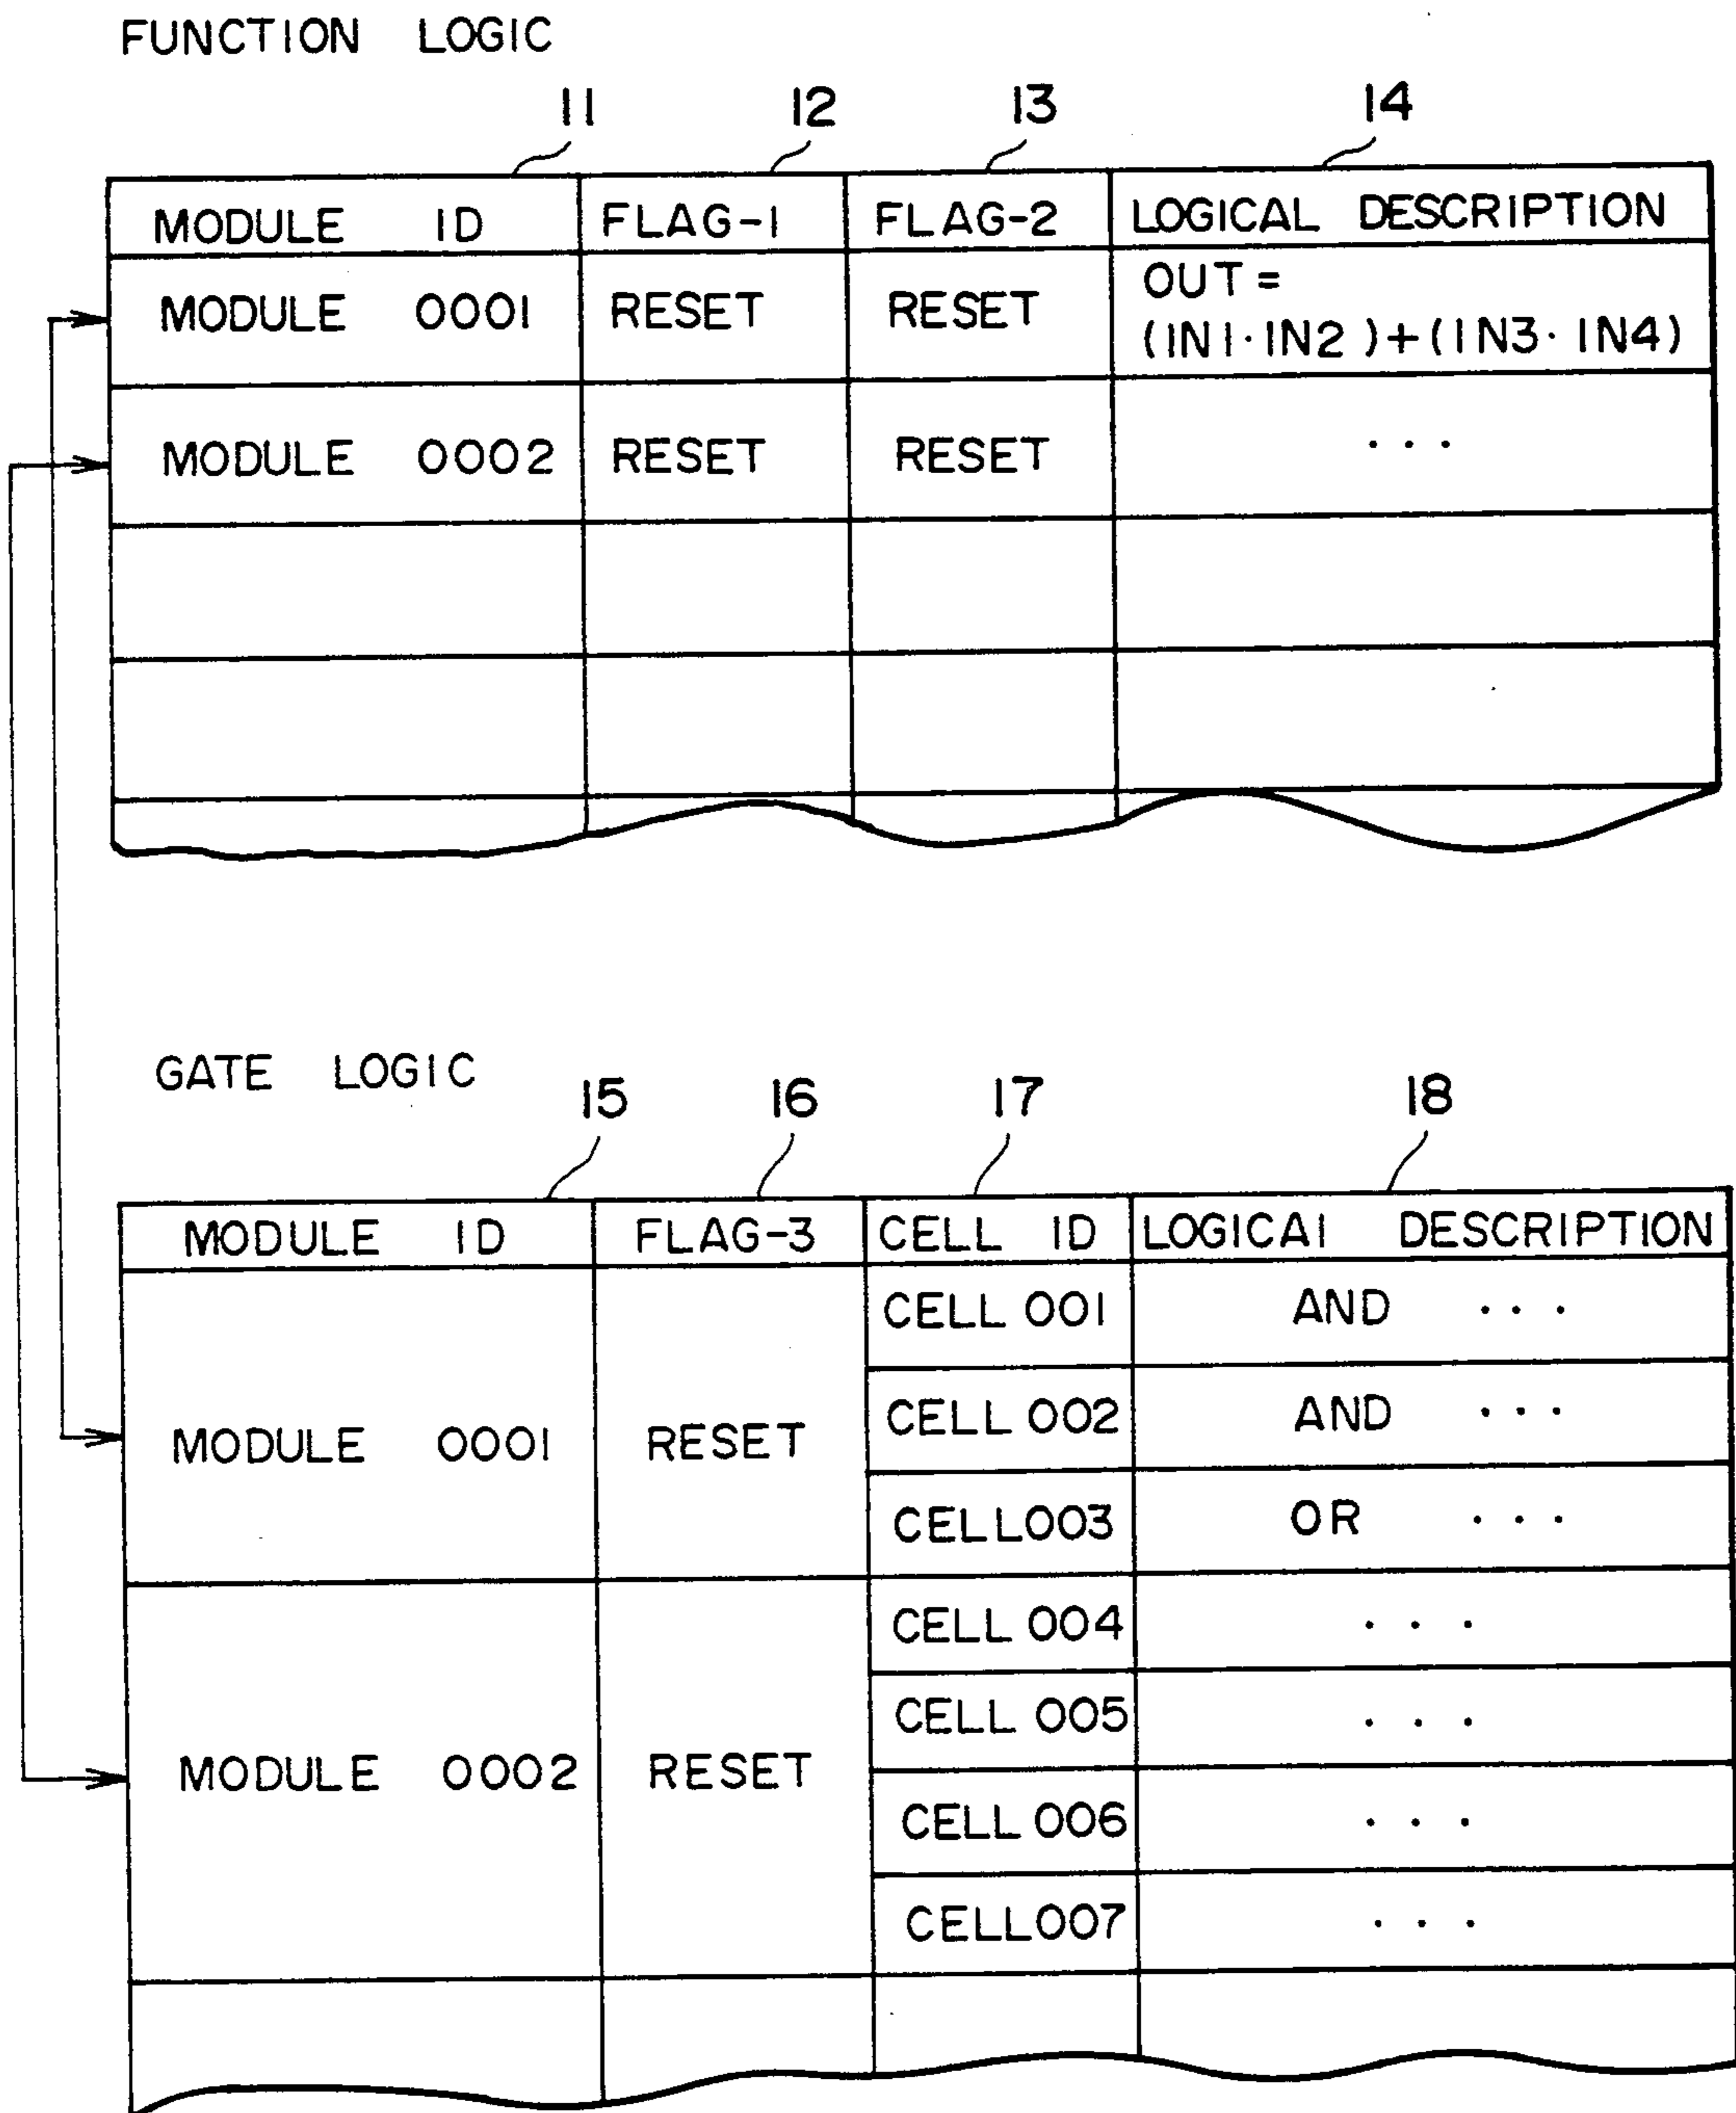 FUNCTION LOGIC
11 12 13 14
MODULE ID FLAG-1 FLAG-2 LOGICAL DESCRIPTION
MODULE 0001 RESET RESET OUT =
(IN1·IN2)+(IN3·IN4)
MODULE 0002 RESET RESET ...
GATE LOGIC
15 16 17 18
MODULE ID FLAG-3 CELL ID LOGICAl DESCRIPTION
CELL 001 AND ...
MODULE 0001 RESET CELL 002 AND ...
CELL003 OR ...
CELL 004 ...
CELL 005 ...
MODULE 0002 RESET
CELL 006 ...
CELL007 ...